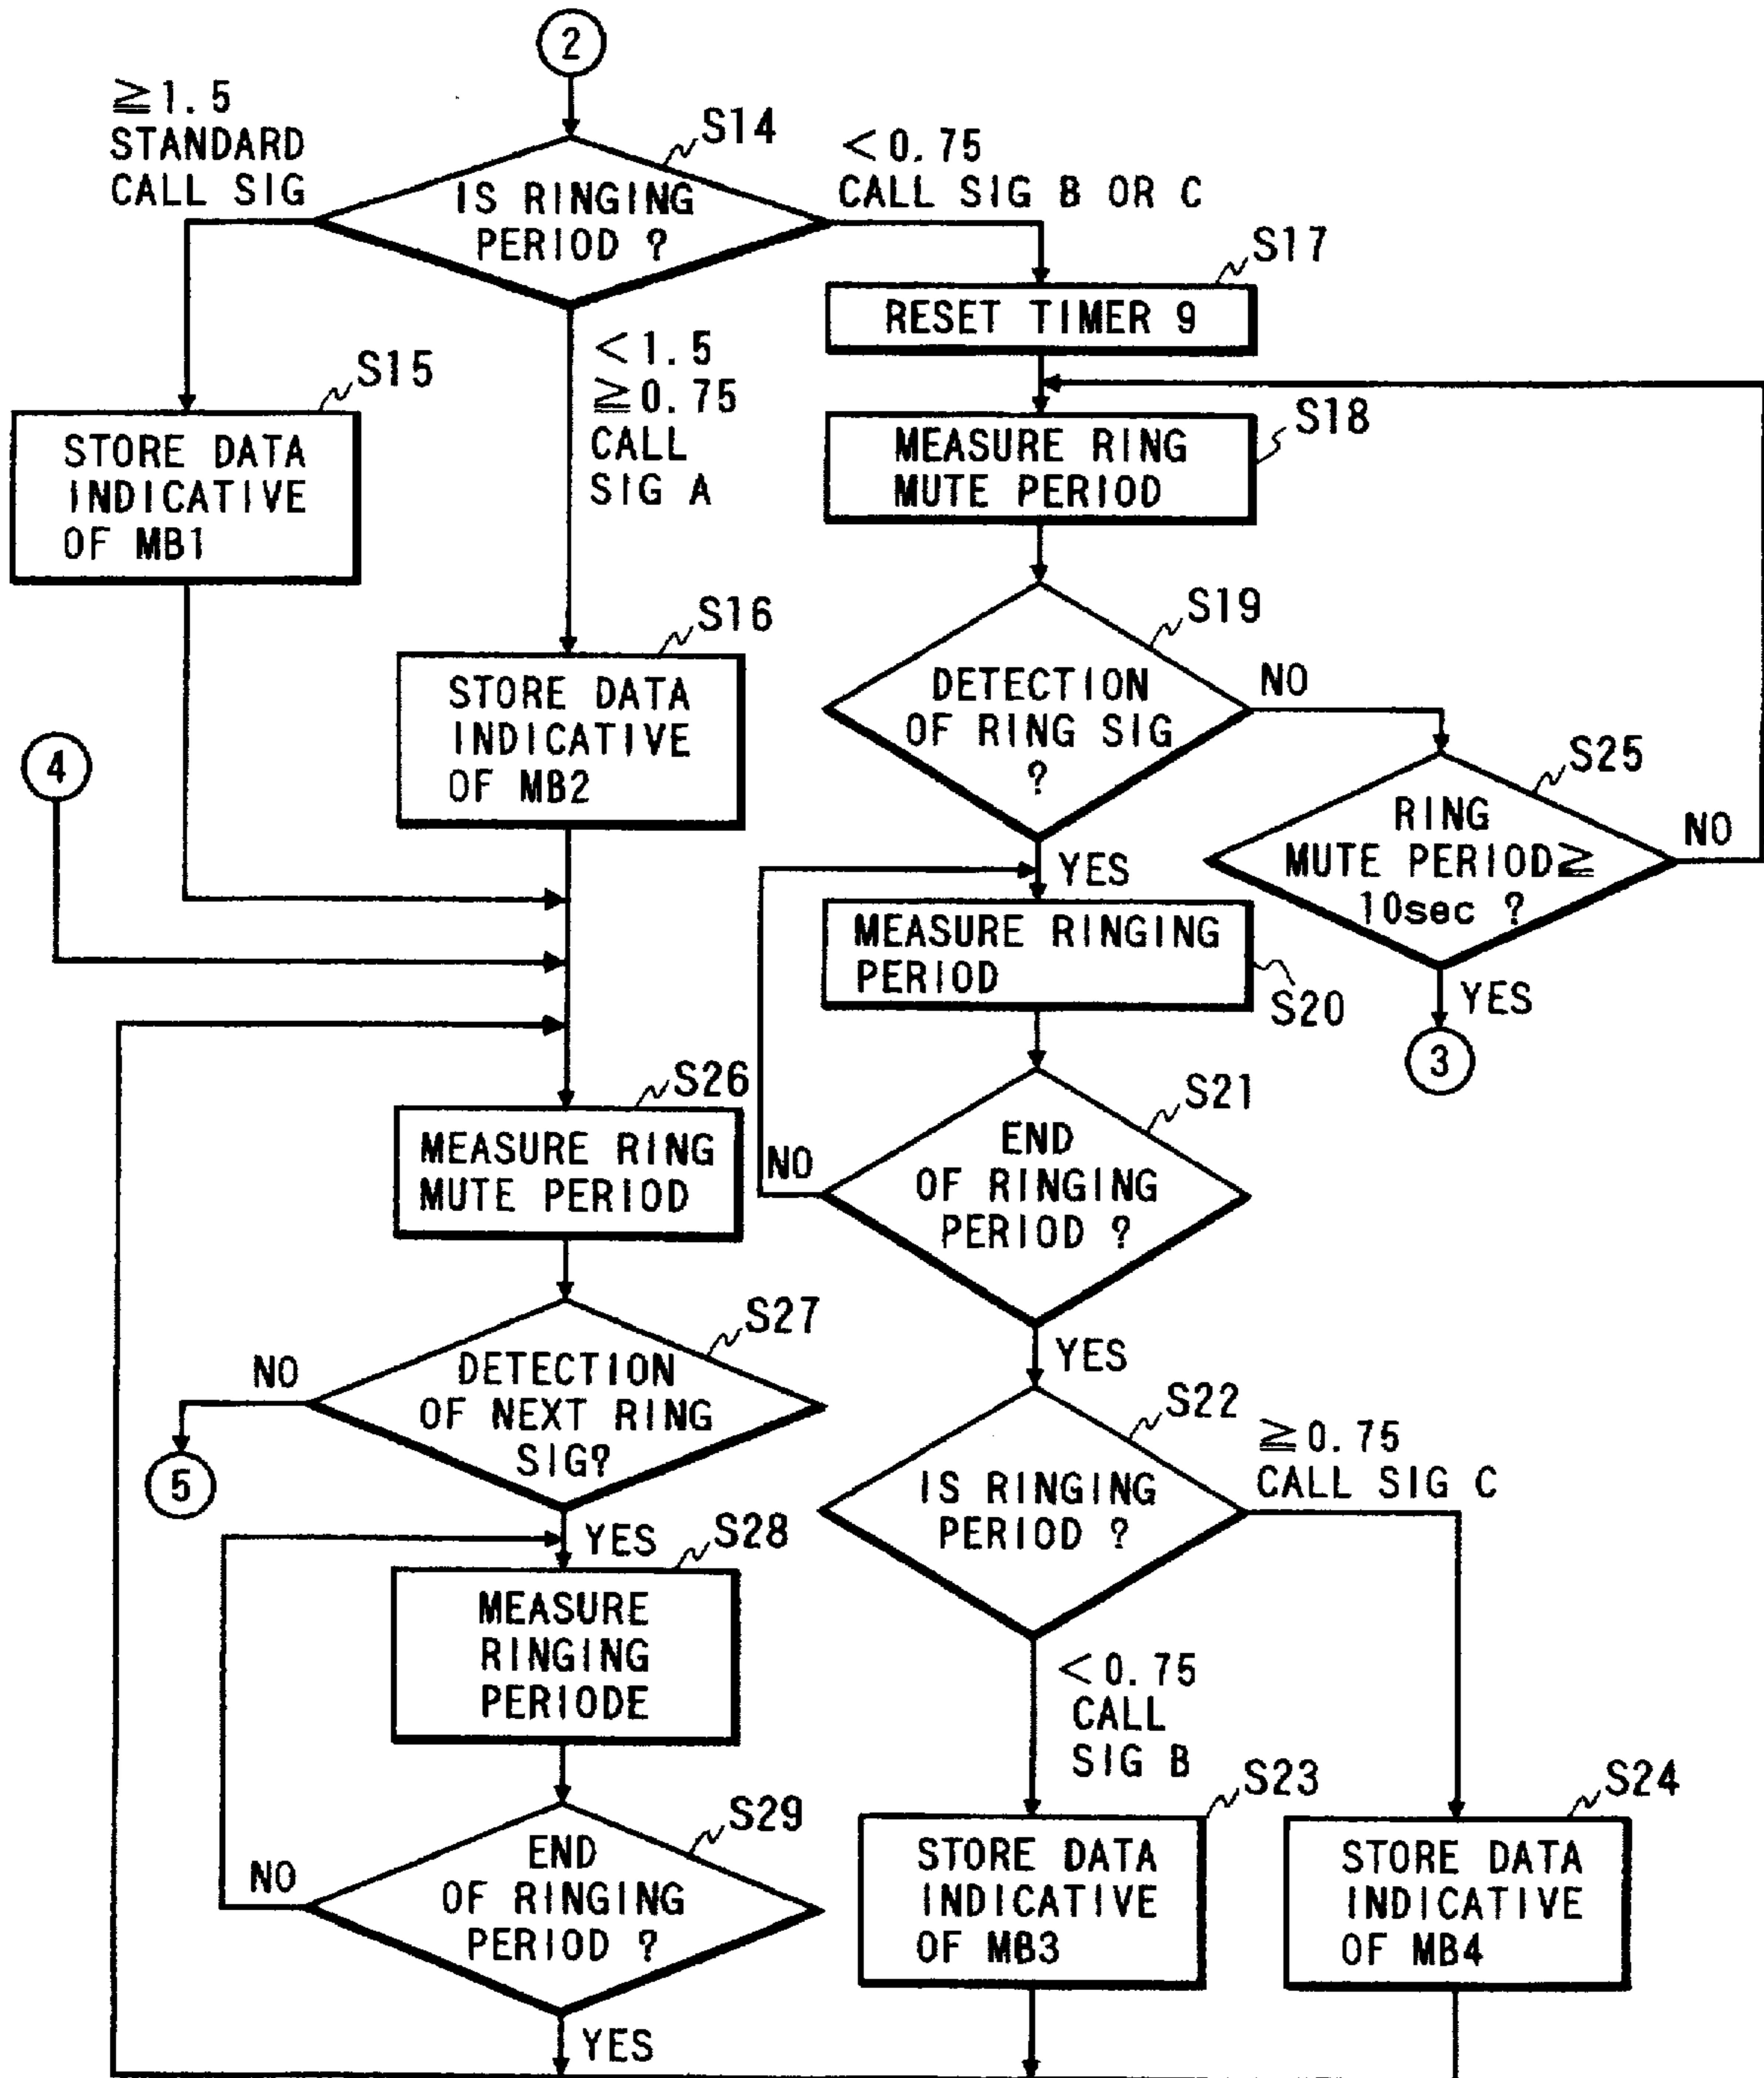 2
≧1.5
STANDARD
CALL SIG
S14
IS RINGING
PERIOD ?
<0.75
CALL SIG B OR C
S17
RESET TIMER 9
<1.5
≧0.75
CALL
SIG A
S15
STORE DATA
INDICATIVE
OF MB1
S18
MEASURE RING
MUTE PERIOD
S16
STORE DATA
INDICATIVE
OF MB2
S19
DETECTION
OF RING SIG
?
NO
4
S25
RING
MUTE PERIOD≧
10sec ?
NO
YES
3
YES
MEASURE RINGING
PERIOD
S20
S26
MEASURE RING
MUTE PERIOD
S21
END
OF RINGING
PERIOD ?
NO
YES
S27
DETECTION
OF NEXT RING
SIG?
NO
5
YES
S22
IS RINGING
PERIOD ?
≧0.75
CALL SIG C
S28
MEASURE
RINGING
PERIODE
<0.75
CALL
SIG B
S29
END
OF RINGING
PERIOD ?
NO
YES
S23
STORE DATA
INDICATIVE
OF MB3
S24
STORE DATA
INDICATIVE
OF MB4